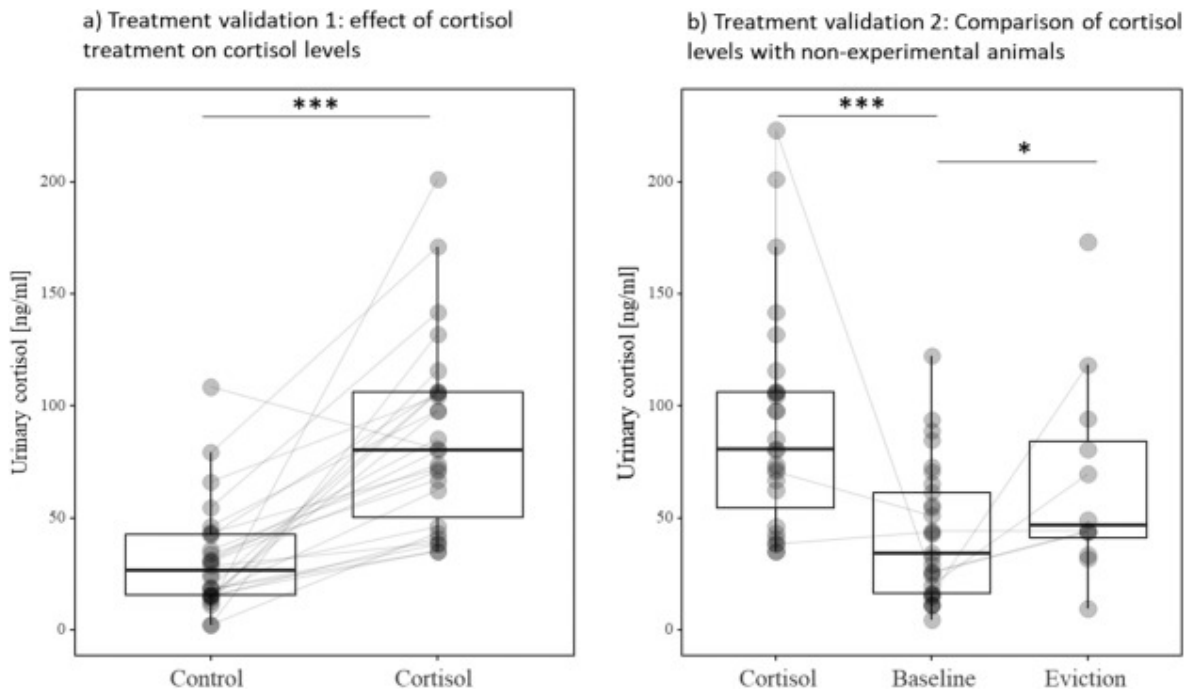 a) Treatment validation 1: effect of cortisol
treatment on cortisol levels
***
Urinary cortisol [ng/ml]
200
150
100
50
0
Control
Cortisol
b) Treatment validation 2: Comparison of cortisol
levels with non-experimental animals
***
*
Urinary cortisol [ng/ml]
200
150
100
50
0
Cortisol
Baseline
Eviction